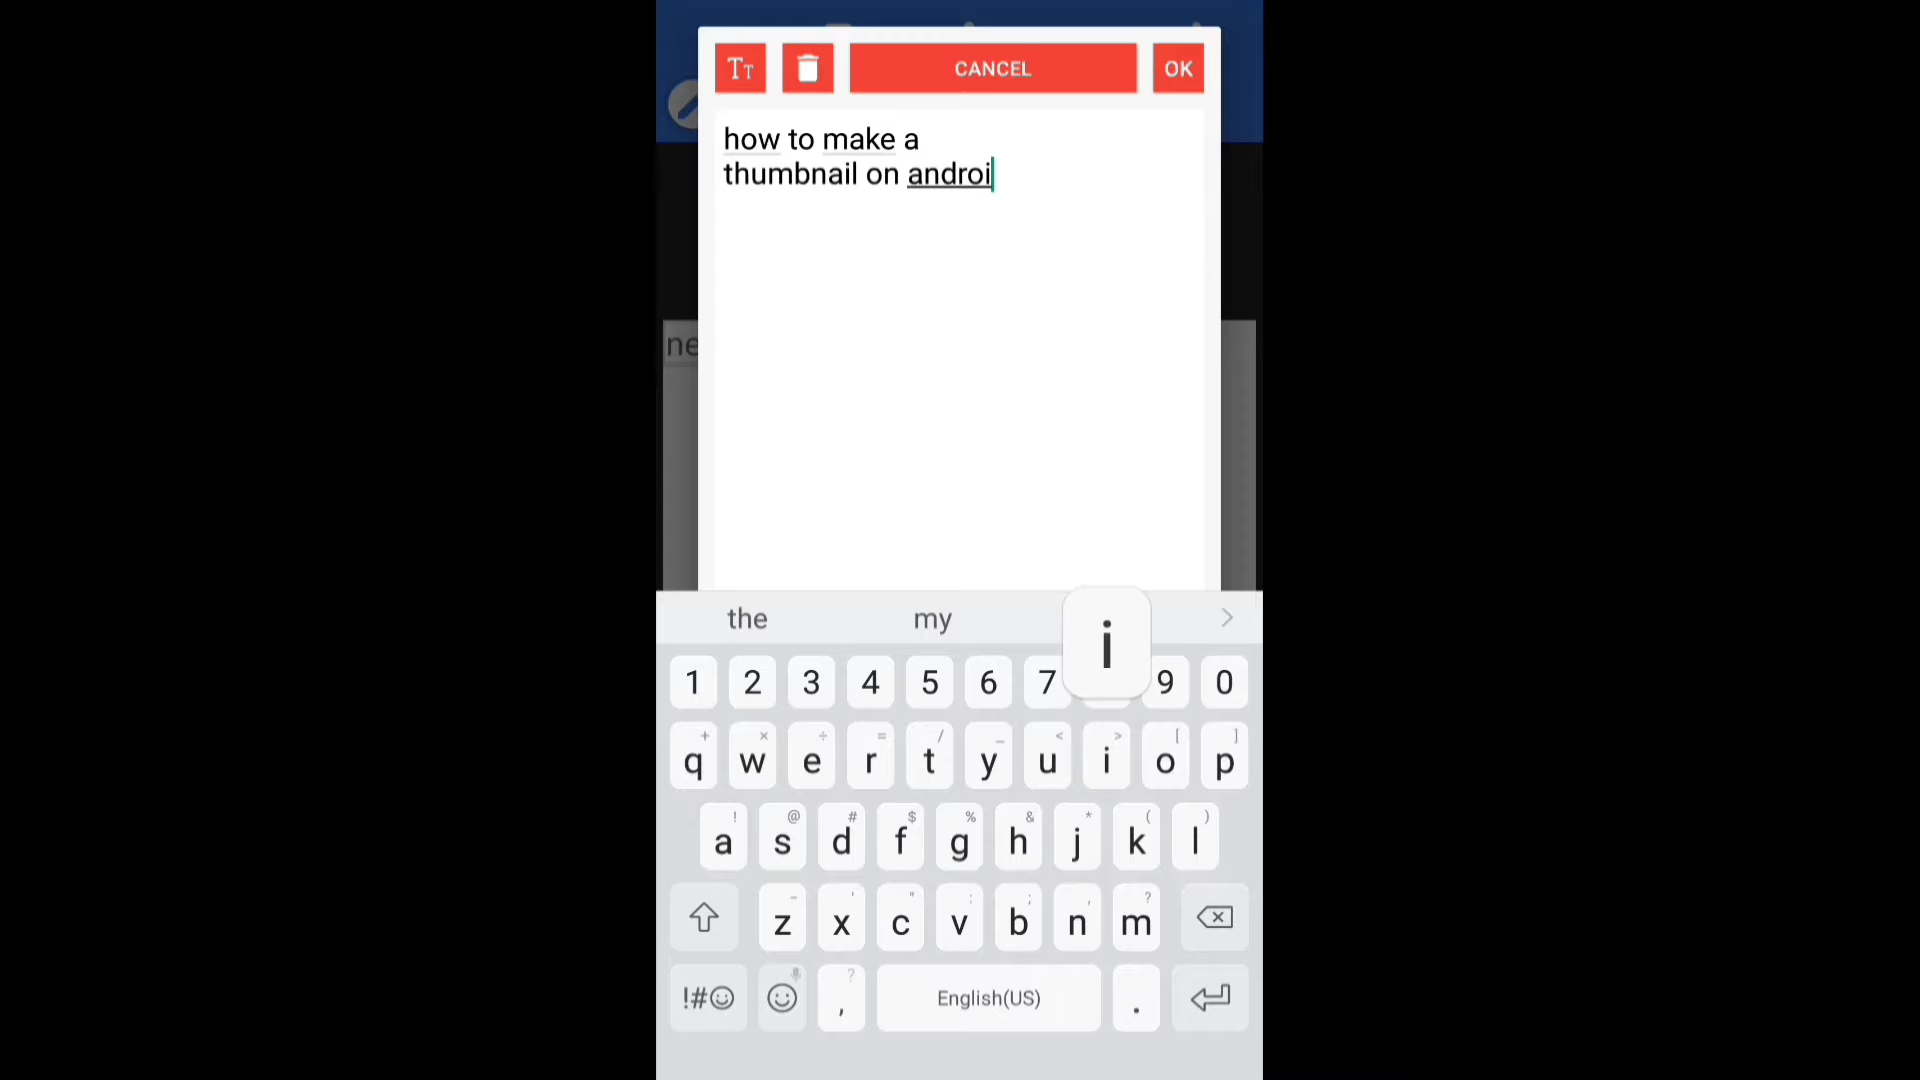 TT
CANCEL
OK
how to make a
thumbnail on androi
ne
the my
i
1 2 3 4 5 6 7 9 0
+ × ÷ = / _ < > [ ]
q w e r t y u i o p
! @ # $ % & * ( )
a s d f g h j k l
- ' " : ; , ?
z x c v b n m
!#☺ ?
, English(US) .